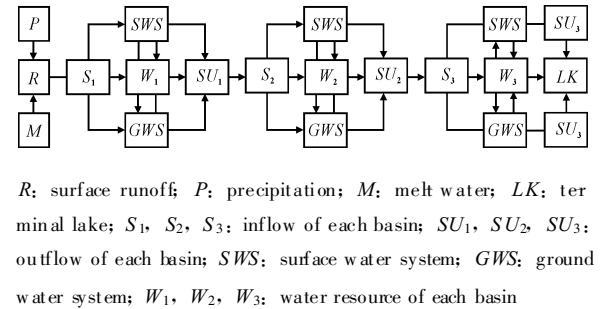 P SWS SWS SWS SU3
R S1 W1 SU1 S2 W2 SU2 S3 W3 LK
M GWS GWS GWS SU3
R: surface runoff; P: precipitation; M: melt water; LK: ter
minal lake; S1, S2, S3: inflow of each basin; SU1, SU2, SU3:
outflow of each basin; SWS: surface water system; GWS: ground
water system; W1, W2, W3: water resource of each basin